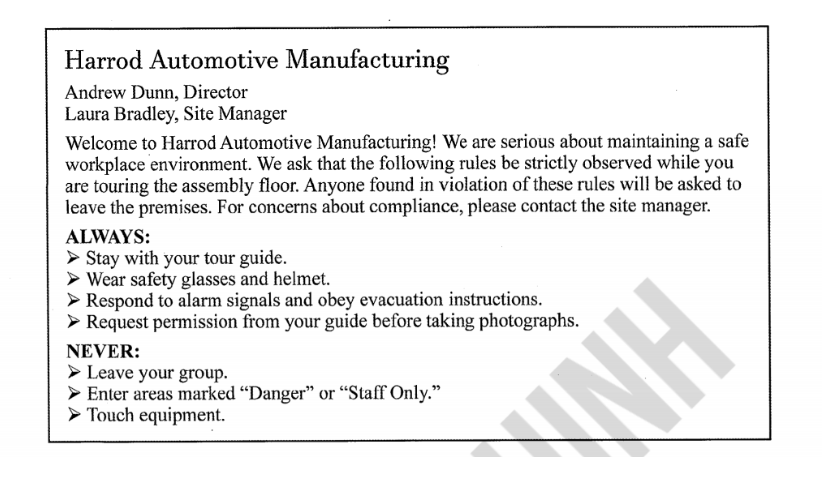 Harrod Automotive Manufacturing
Andrew Dunn, Director
Laura Bradley, Site Manager
Welcome to Harrod Automotive Manufacturing! We are serious about maintaining a safe
workplace environment. We ask that the following rules be strictly observed while you
are touring the assembly floor. Anyone found in violation of these rules will be asked to
leave the premises. For concerns about compliance, please contact the site manager.
ALWAYS:
➢ Stay with your tour guide.
➢ Wear safety glasses and helmet.
➢ Respond to alarm signals and obey evacuation instructions.
➢ Request permission from your guide before taking photographs.
NEVER:
➢ Leave your group.
➢ Enter areas marked “Danger” or “Staff Only.”
➢ Touch equipment.